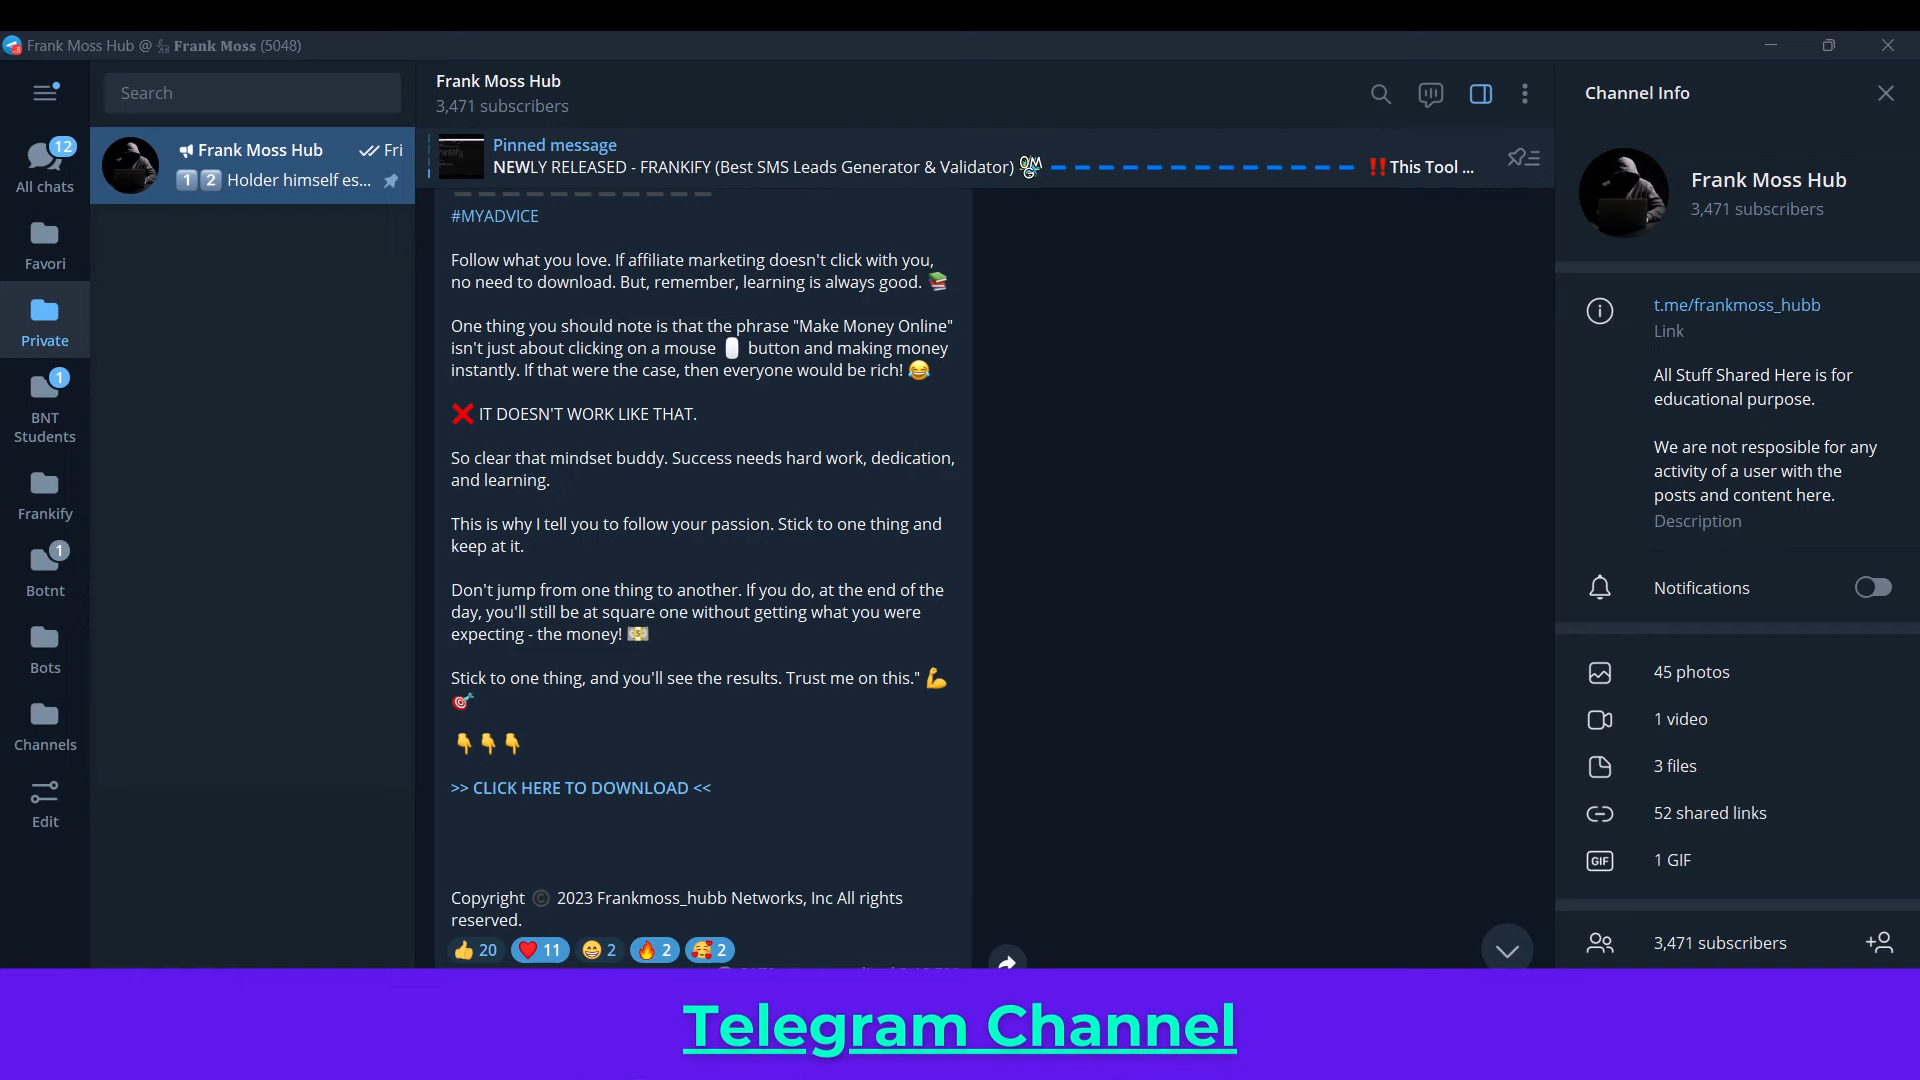 Frank Moss Hub @ Frank Moss (5048)
Search
Frank Moss Hub
3,471 subscribers
Channel Info
12
All chats
Frank Moss Hub
Fri
1 2 Holder himself es...
Pinned message
NEWLY RELEASED - FRANKIFY (Best SMS Leads Generator & Validator)
‼️This Tool ...
Frank Moss Hub
3,471 subscribers
Favori
Private
1
BNT
Students
Frankify
1
Botnt
Bots
Channels
Edit
#MYADVICE
Follow what you love. If affiliate marketing doesn't click with you,
no need to download. But, remember, learning is always good. 📚
One thing you should note is that the phrase "Make Money Online"
isn't just about clicking on a mouse 🖱️ button and making money
instantly. If that were the case, then everyone would be rich! 😂
❌ IT DOESN'T WORK LIKE THAT.
So clear that mindset buddy. Success needs hard work, dedication,
and learning.
This is why I tell you to follow your passion. Stick to one thing and
keep at it.
Don't jump from one thing to another. If you do, at the end of the
day, you'll still be at square one without getting what you were
expecting - the money! 💵
Stick to one thing, and you'll see the results. Trust me on this." 💪
🎯
👇👇👇
>> CLICK HERE TO DOWNLOAD <<
Copyright © 2023 Frankmoss_hubb Networks, Inc All rights
reserved.
👍 20 ❤️ 11 😁 2 🔥 2 🥰 2
t.me/frankmoss_hubb
Link
All Stuff Shared Here is for
educational purpose.
We are not resposible for any
activity of a user with the
posts and content here.
Description
Notifications
45 photos
1 video
3 files
52 shared links
GIF
1 GIF
3,471 subscribers
Telegram Channel